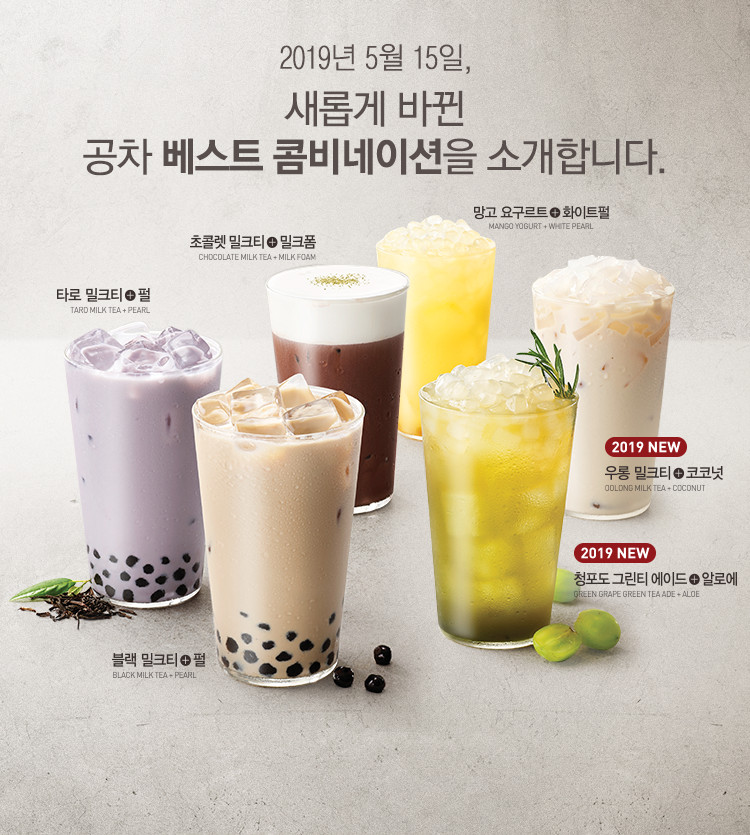 2019년 5월 15일,
새롭게 바뀐
공차 베스트 콤비네이션을 소개합니다.
망고 요구르트+화이트펄
MANGO YOGURT + WHITE PEARL
초콜렛 밀크티+밀크폼
CHOCOLATE MILK TEA + MILK FOAM
타로 밀크티+펄
TARO MILK TEA + PEARL
2019 NEW
우롱 밀크티+코코넛
OOLONG MILK TEA + COCONUT
2019 NEW
청포도 그린티 에이드+알로에
GREEN GRAPE GREEN TEA ADE + ALOE
블랙 밀크티+펄
BLACK MILK TEA + PEARL